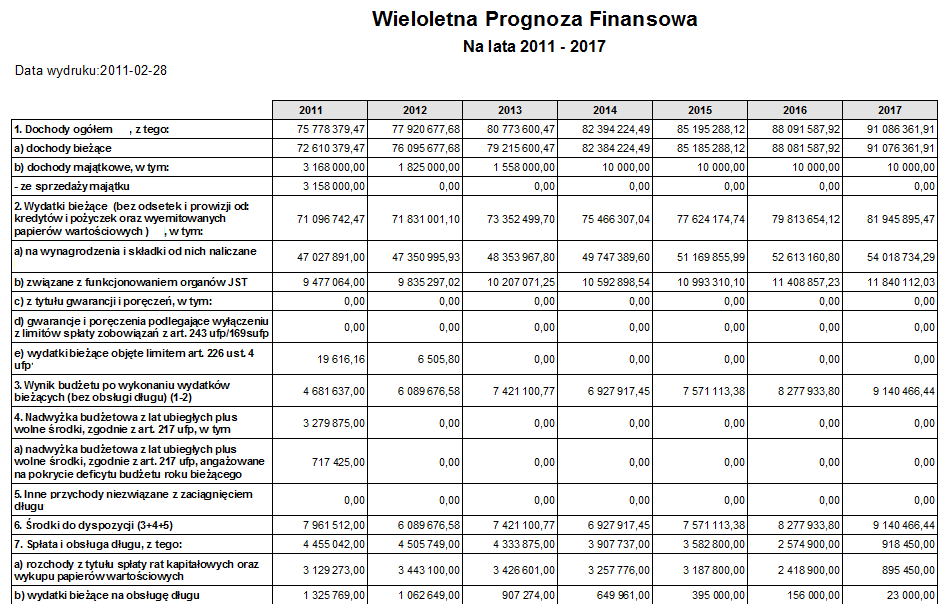 Wieloletna Prognoza Finansowa
Na lata 2011 - 2017
Data wydruku:2011-02-28
2011 2012 2013 2014 2015 2016 2017
1. Dochody ogółem , z tego: 75 778 379,47 77 920 677,68 80 773 600,47 82 394 224,49 85 195 288,12 88 091 587,92 91 086 361,91
a) dochody bieżące 72 610 379,47 76 095 677,68 79 215 600,47 82 384 224,49 85 185 288,12 88 081 587,92 91 076 361,91
b) dochody majątkowe, w tym: 3 168 000,00 1 825 000,00 1 558 000,00 10 000,00 10 000,00 10 000,00 10 000,00
- ze sprzedaży majątku 3 158 000,00 0,00 0,00 0,00 0,00 0,00 0,00
2. Wydatki bieżące (bez odsetek i prowizji od:
kredytów i pożyczek oraz wyemitowanych
papierów wartościowych ) , w tym: 71 096 742,47 71 831 001,10 73 352 499,70 75 466 307,04 77 624 174,74 79 813 654,12 81 945 895,47
a) na wynagrodzenia i składki od nich naliczane 47 027 891,00 47 350 995,93 48 353 967,80 49 747 389,60 51 169 855,99 52 613 160,80 54 018 734,29
b) związane z funkcjonowaniem organów JST 9 477 064,00 9 835 297,02 10 207 071,25 10 592 898,54 10 993 310,10 11 408 857,23 11 840 112,03
c) z tytułu gwarancji i poręczeń, w tym: 0,00 0,00 0,00 0,00 0,00 0,00 0,00
d) gwarancje i poręczenia podlegające wyłączeniu
z limitów spłaty zobowiązań z art. 243 ufp/169sufp 0,00 0,00 0,00 0,00 0,00 0,00 0,00
e) wydatki bieżące objęte limitem art. 226 ust. 4
ufp 19 616,16 6 505,80 0,00 0,00 0,00 0,00 0,00
3. Wynik budżetu po wykonaniu wydatków
bieżących (bez obsługi długu) (1-2) 4 681 637,00 6 089 676,58 7 421 100,77 6 927 917,45 7 571 113,38 8 277 933,80 9 140 466,44
4. Nadwyżka budżetowa z lat ubiegłych plus
wolne środki, zgodnie z art. 217 ufp, w tym 3 279 875,00 0,00 0,00 0,00 0,00 0,00 0,00
a) nadwyżka budżetowa z lat ubiegłych plus
wolne środki, zgodnie z art. 217 ufp, angażowane
na pokrycie deficytu budżetu roku bieżącego 717 425,00 0,00 0,00 0,00 0,00 0,00 0,00
5. Inne przychody niezwiązane z zaciągnięciem
długu 0,00 0,00 0,00 0,00 0,00 0,00 0,00
6. Środki do dyspozycji (3+4+5) 7 961 512,00 6 089 676,58 7 421 100,77 6 927 917,45 7 571 113,38 8 277 933,80 9 140 466,44
7. Spłata i obsługa długu, z tego: 4 455 042,00 4 505 749,00 4 333 875,00 3 907 737,00 3 582 800,00 2 574 900,00 918 450,00
a) rozchody z tytułu spłaty rat kapitałowych oraz
wykupu papierów wartościowych 3 129 273,00 3 443 100,00 3 426 601,00 3 257 776,00 3 187 800,00 2 418 900,00 895 450,00
b) wydatki bieżące na obsługę długu 1 325 769,00 1 062 649,00 907 274,00 649 961,00 395 000,00 156 000,00 23 000,00